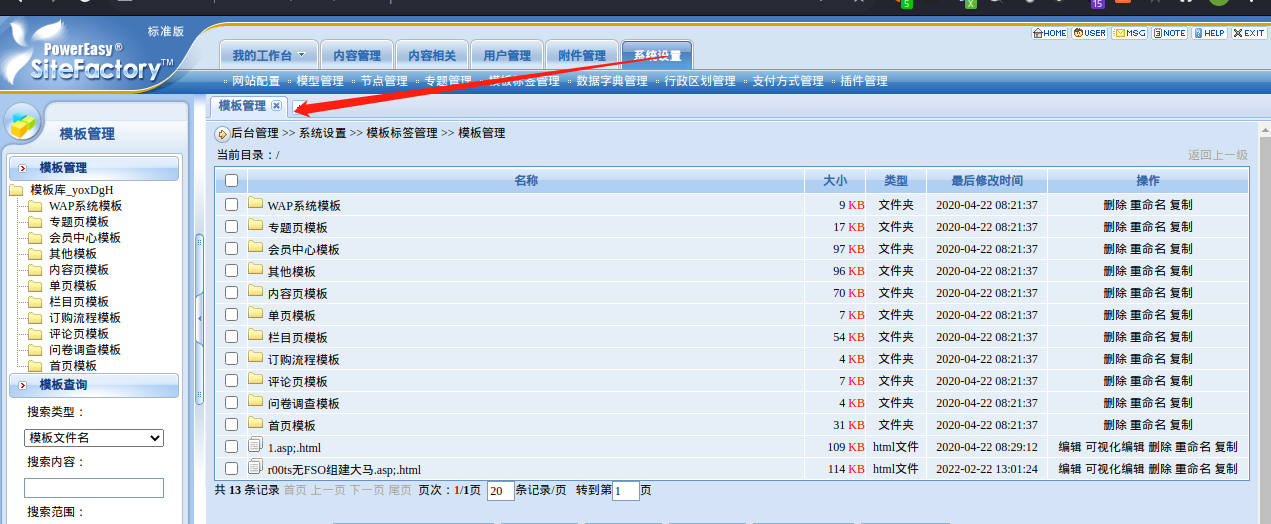 5
X
15
标准版
PowerEasy®
SiteFactory™
HOME USER MSG NOTE HELP EXIT
我的工作台 内容管理 内容相关 用户管理 附件管理 系统设置
网站配置 模型管理 节点管理 专题管理 模板标签管理 数据字典管理 行政区划管理 支付方式管理 插件管理
模板管理
模板管理
后台管理 >> 系统设置 >> 模板标签管理 >> 模板管理
当前目录：/
返回上一级
模板管理
模板库_yoxDgH
WAP系统模板
专题页模板
会员中心模板
其他模板
内容页模板
单页模板
栏目页模板
订购流程模板
评论页模板
问卷调查模板
首页模板
模板查询
搜索类型：
模板文件名
搜索内容：
搜索范围：
名称 大小 类型 最后修改时间 操作
WAP系统模板 9 KB 文件夹 2020-04-22 08:21:37 删除 重命名 复制
专题页模板 17 KB 文件夹 2020-04-22 08:21:37 删除 重命名 复制
会员中心模板 97 KB 文件夹 2020-04-22 08:21:37 删除 重命名 复制
其他模板 96 KB 文件夹 2020-04-22 08:21:37 删除 重命名 复制
内容页模板 70 KB 文件夹 2020-04-22 08:21:37 删除 重命名 复制
单页模板 7 KB 文件夹 2020-04-22 08:21:37 删除 重命名 复制
栏目页模板 54 KB 文件夹 2020-04-22 08:21:37 删除 重命名 复制
订购流程模板 4 KB 文件夹 2020-04-22 08:21:37 删除 重命名 复制
评论页模板 7 KB 文件夹 2020-04-22 08:21:37 删除 重命名 复制
问卷调查模板 4 KB 文件夹 2020-04-22 08:21:37 删除 重命名 复制
首页模板 31 KB 文件夹 2020-04-22 08:21:37 删除 重命名 复制
1.asp;.html 109 KB html文件 2020-04-22 08:29:12 编辑 可视化编辑 删除 重命名 复制
r00ts无FSO组建大马.asp;.html 114 KB html文件 2022-02-22 13:01:24 编辑 可视化编辑 删除 重命名 复制
共 13 条记录 首页 上一页 下一页 尾页 页次：1/1页 20 条记录/页 转到第 1 页